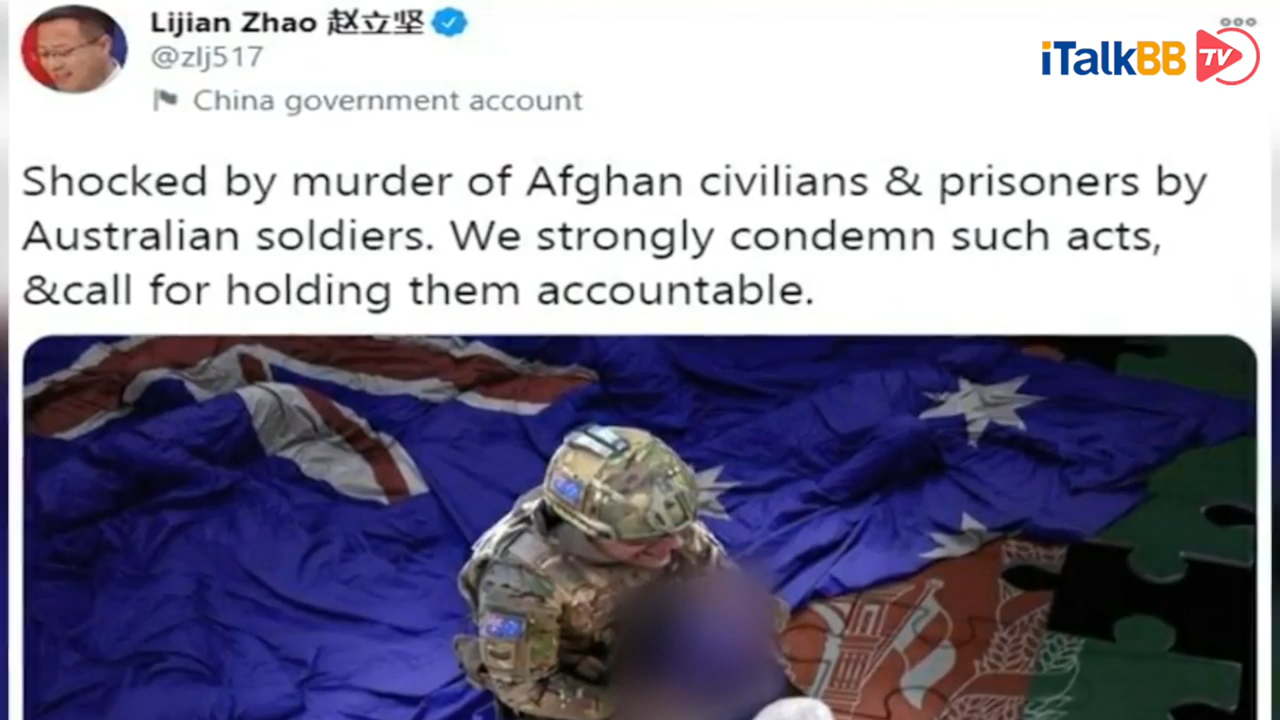 Lijian Zhao 赵立坚
@zlj517
China government account
iTalkBB TV
Shocked by murder of Afghan civilians & prisoners by
Australian soldiers. We strongly condemn such acts,
&call for holding them accountable.